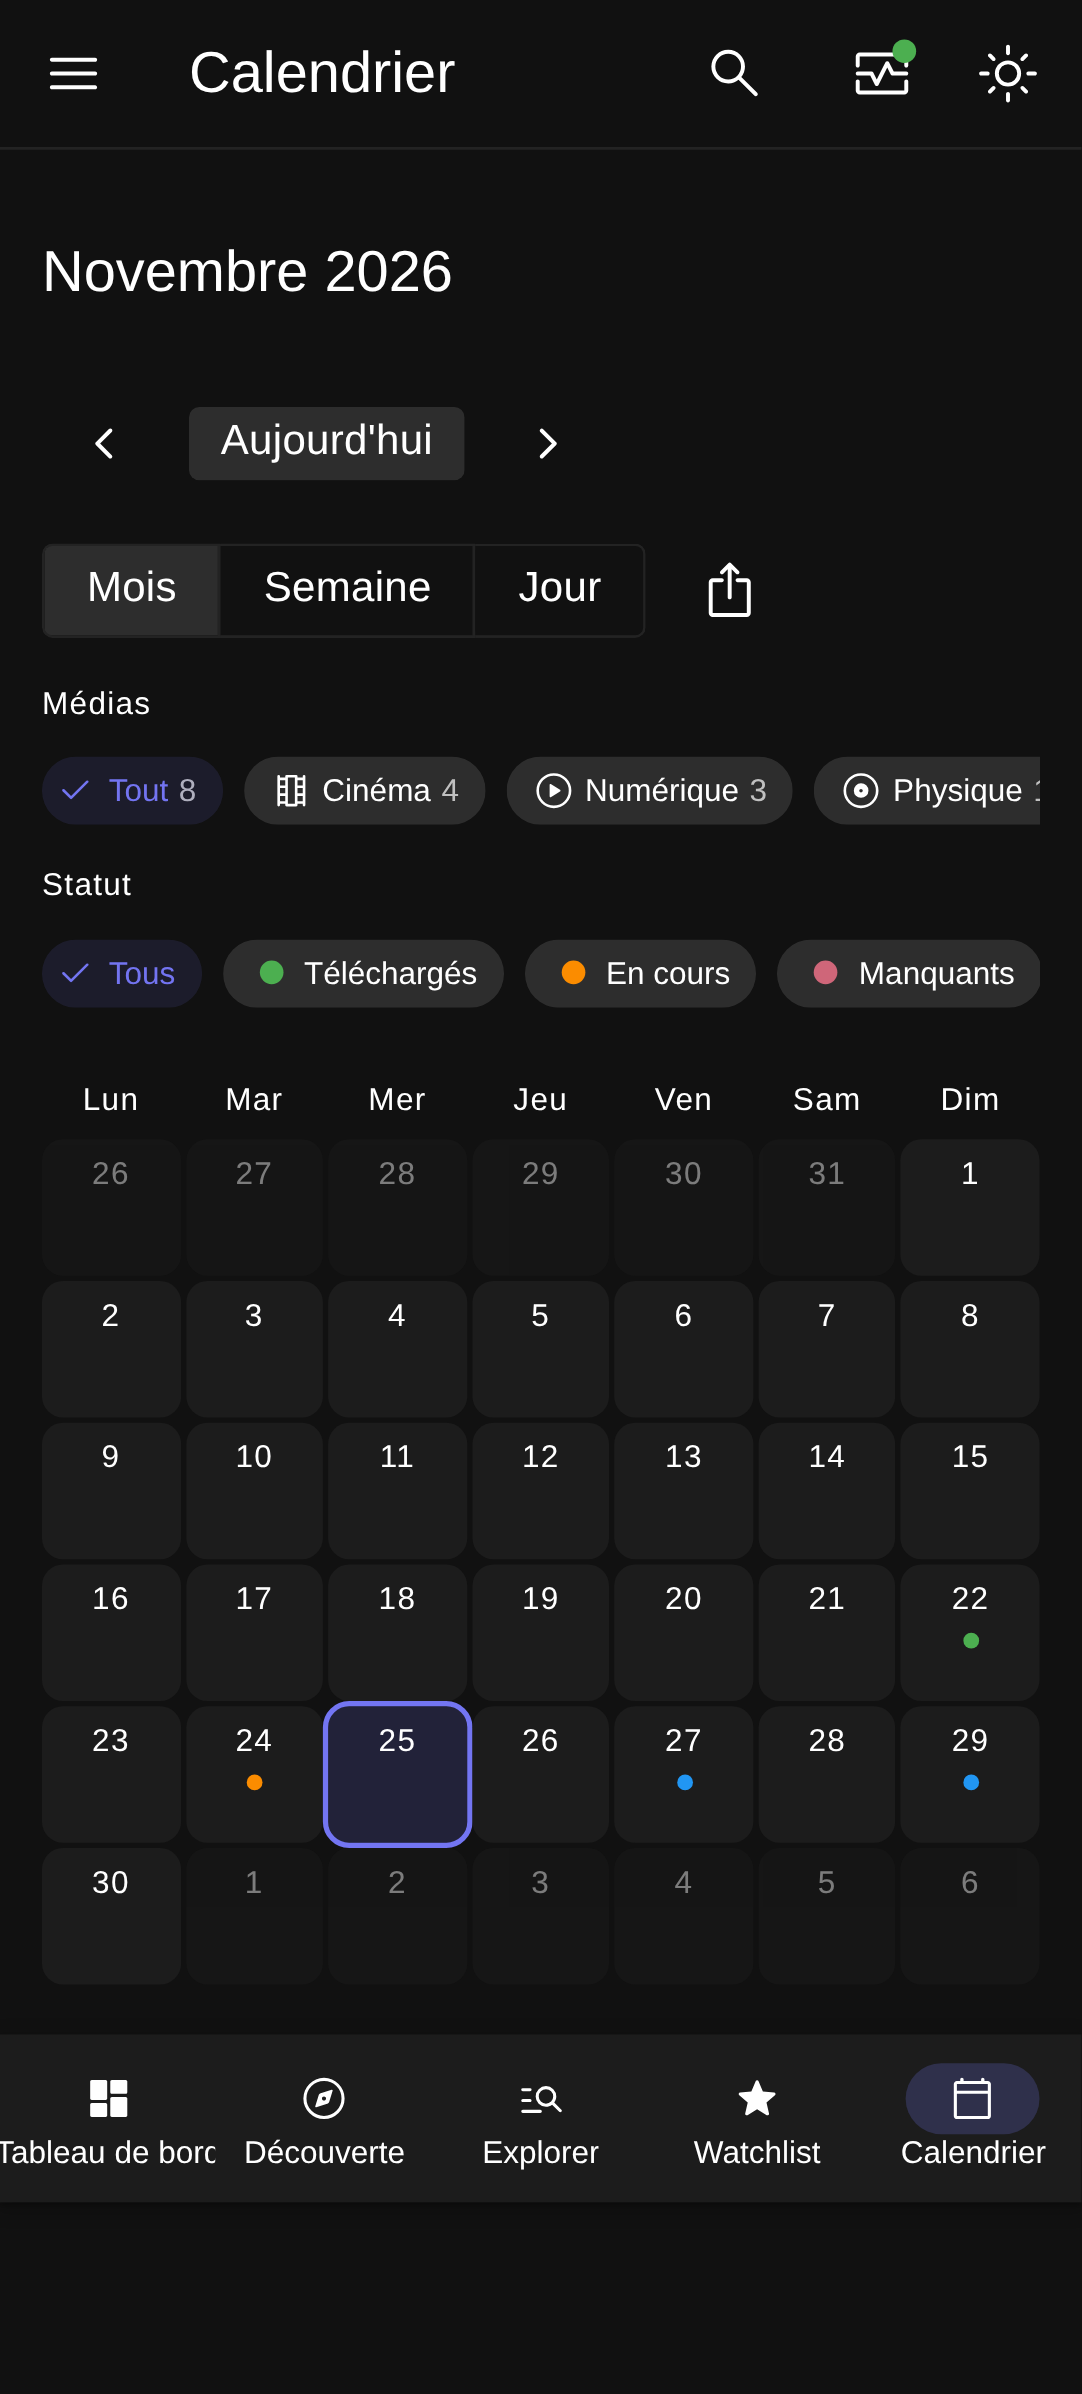 Calendrier
Novembre 2026
Aujourd'hui
Mois Semaine Jour
Médias
Tout 8 Cinéma 4 Numérique 3 Physique
Statut
Tous Téléchargés En cours Manquants
Lun Mar Mer Jeu Ven Sam Dim
26 27 28 29 30 31 1
2 3 4 5 6 7 8
9 10 11 12 13 14 15
16 17 18 19 20 21 22
23 24 25 26 27 28 29
30 1 2 3 4 5 6
Tableau de bord Découverte Explorer Watchlist Calendrier